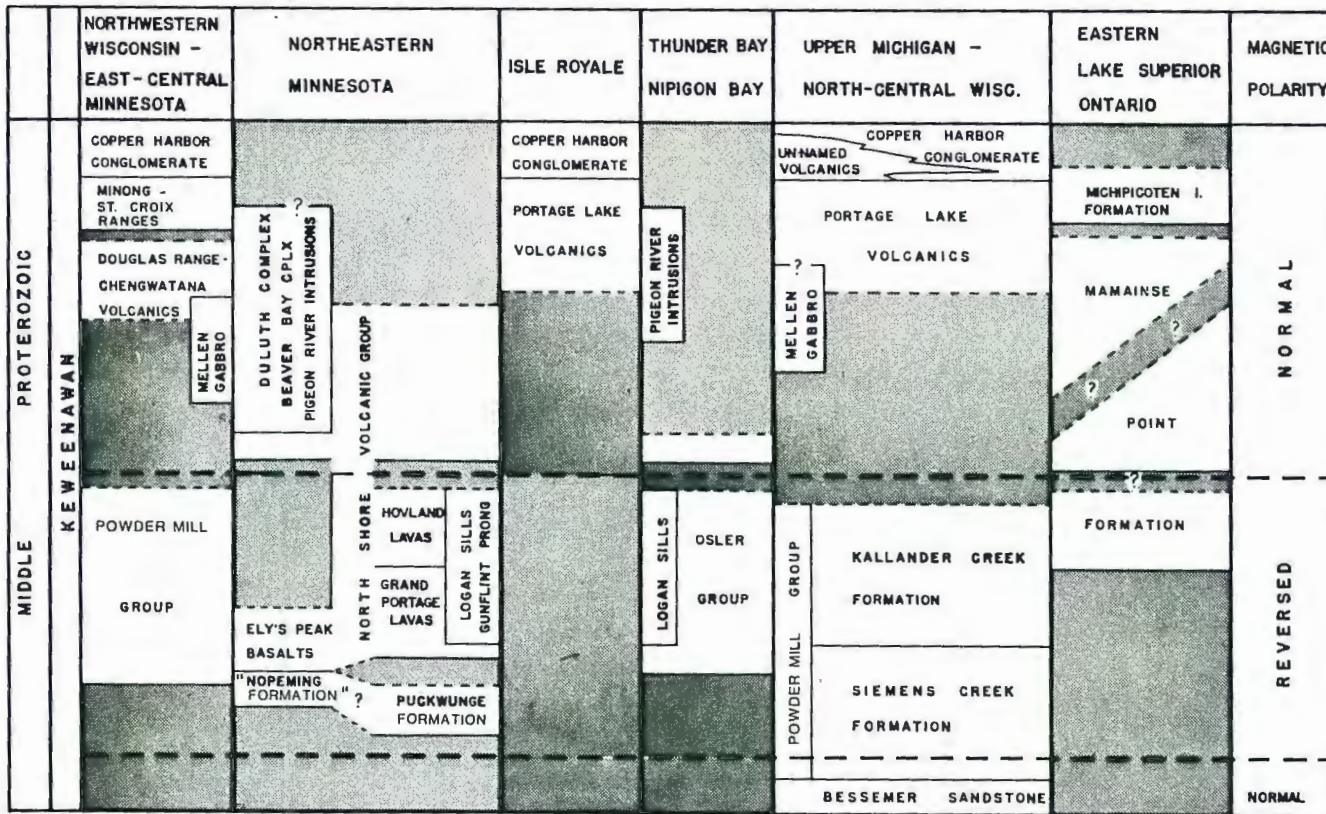 NORTHWESTERN
WISCONSIN -
EAST-CENTRAL
MINNESOTA
NORTHEASTERN
MINNESOTA
ISLE ROYALE
THUNDER BAY
NIPIGON BAY
UPPER MICHIGAN -
NORTH-CENTRAL WISC.
EASTERN
LAKE SUPERIOR
ONTARIO
MAGNETIC
POLARITY
MIDDLE PROTEROZOIC
KEWEENAWAN
COPPER HARBOR
CONGLOMERATE
MINONG -
ST. CROIX
RANGES
DOUGLAS RANGE-
CHENGWATANA
VOLCANICS
MELLEN
GABBRO
POWDER MILL
GROUP
?
DULUTH COMPLEX
BEAVER BAY CPLX
PIGEON RIVER INTRUSIONS
NORTH SHORE VOLCANIC GROUP
HOVLAND
LAVAS
GRAND
PORTAGE
LAVAS
LOGAN SILLS
GUNFLINT PRONG
ELY'S PEAK
BASALTS
"NOPEMING
FORMATION"
?
PUCKWUNGE
FORMATION
COPPER HARBOR
CONGLOMERATE
PORTAGE LAKE
VOLCANICS
PIGEON RIVER
INTRUSIONS
LOGAN SILLS
OSLER
GROUP
COPPER HARBOR
CONGLOMERATE
UN-NAMED
VOLCANICS
PORTAGE LAKE
VOLCANICS
?
MELLEN
GABBRO
POWDER MILL GROUP
KALLANDER CREEK
FORMATION
SIEMENS CREEK
FORMATION
BESSEMER SANDSTONE
MICHIPICOTEN I.
FORMATION
MAMAINSE
?
?
POINT
?
FORMATION
NORMAL
REVERSED
NORMAL